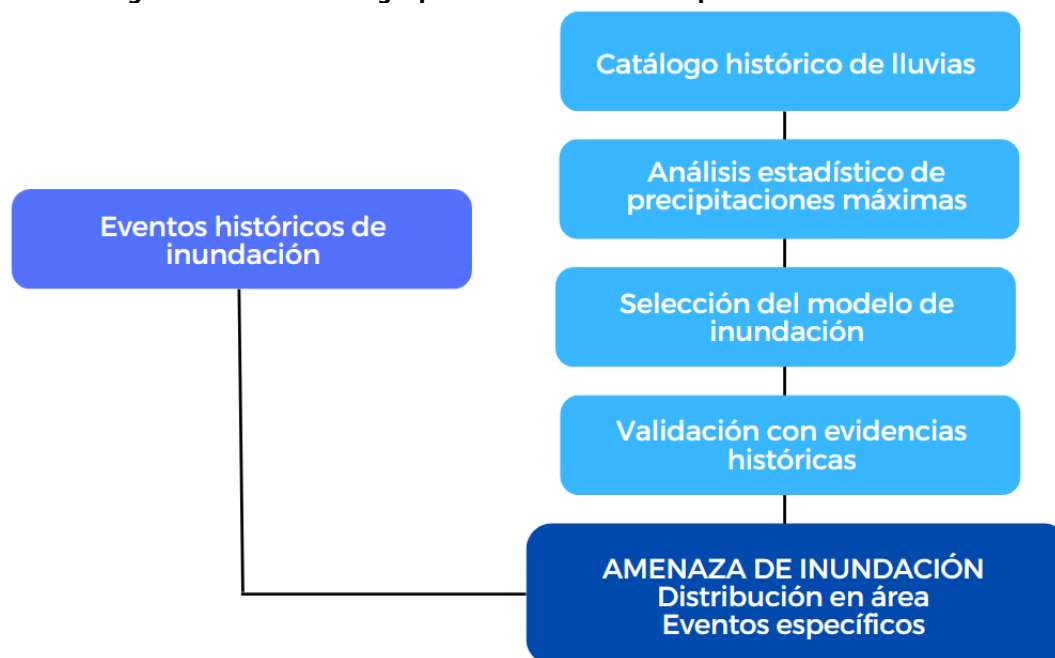 Catálogo histórico de lluvias
Análisis estadístico de
precipitaciones máximas
Eventos históricos de
inundación
Selección del modelo de
inundación
Validación con evidencias
históricas
AMENAZA DE INUNDACIÓN
Distribución en área
Eventos específicos